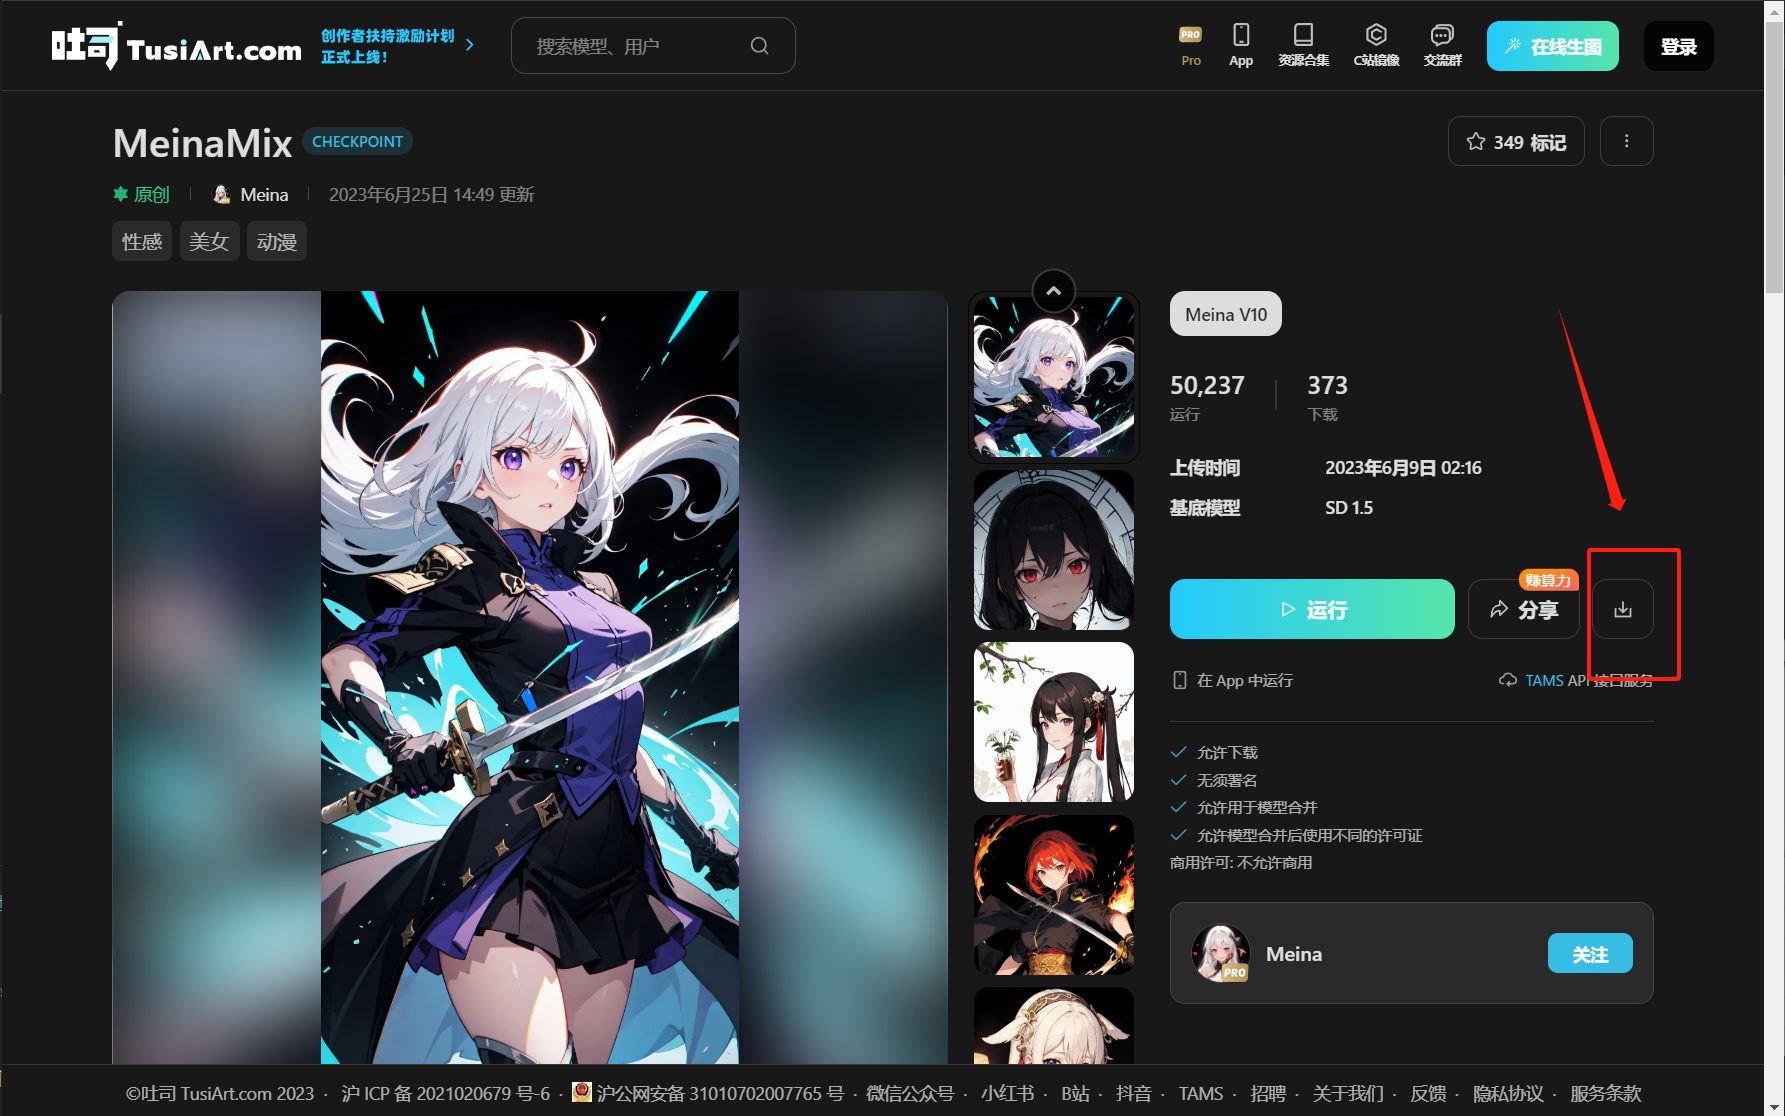 吐司 TusiArt.com
创作者扶持激励计划
正式上线！
搜索模型、用户
PRO
Pro
App
资源合集
C站镜像
交流群
在线生图
登录
MeinaMix CHECKPOINT
349 标记
原创 Meina 2023年6月25日 14:49 更新
性感 美女 动漫
Meina V10
50,237 373
运行 下载
上传时间 2023年6月9日 02:16
基底模型 SD 1.5
赚算力
运行 分享
在 App 中运行 TAMS API 接口服务
允许下载
无须署名
允许用于模型合并
允许模型合并后使用不同的许可证
商用许可: 不允许商用
PRO
Meina
关注
©吐司 TusiArt.com 2023 · 沪 ICP 备 2021020679 号-6 · 沪公网安备 31010702007765 号 · 微信公众号 · 小红书 · B站 · 抖音 · TAMS · 招聘 · 关于我们 · 反馈 · 隐私协议 · 服务条款